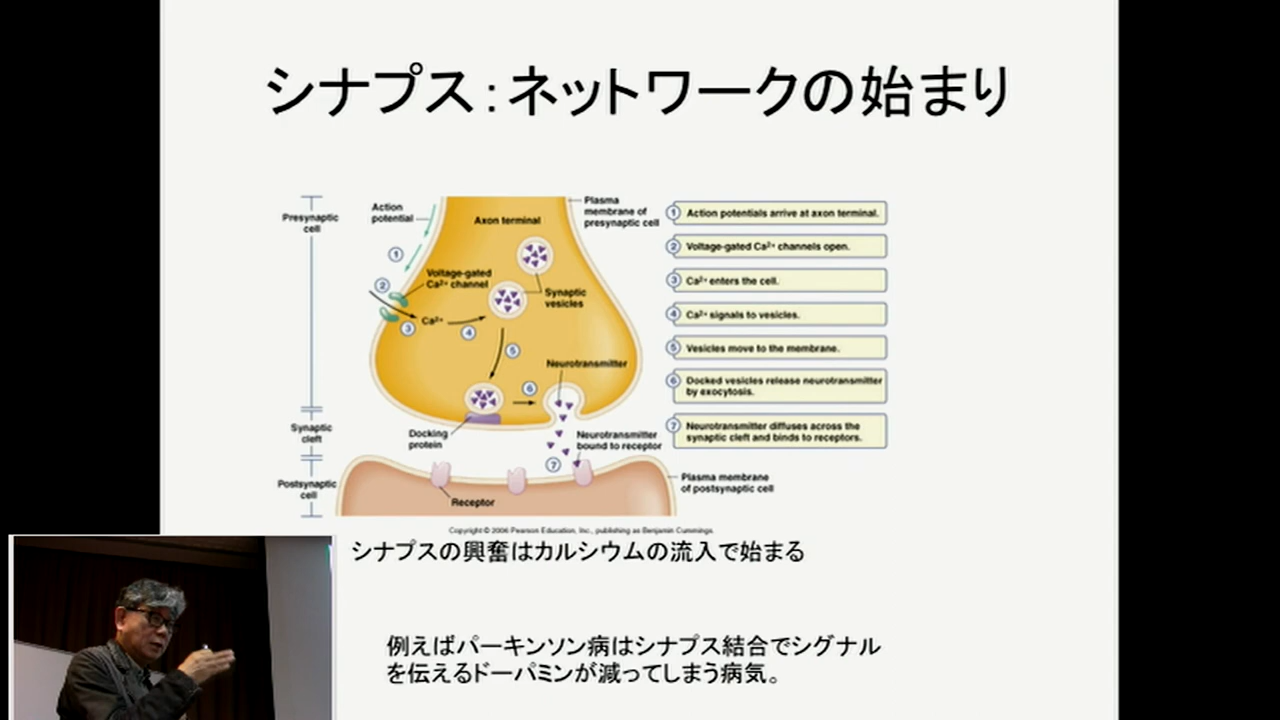 シナプス：ネットワークの始まり
Presynaptic
cell
Action
potential
Axon terminal
Plasma
membrane of
presynaptic cell
1
2
Voltage-gated
Ca2+ channel
3
Ca2+
4
Synaptic
vesicles
5
6
Neurotransmitter
Synaptic
cleft
Docking
protein
Neurotransmitter
bound to receptor
7
Postsynaptic
cell
Receptor
Plasma membrane
of postsynaptic cell
1 Action potentials arrive at axon terminal.
2 Voltage-gated Ca2+ channels open.
3 Ca2+ enters the cell.
4 Ca2+ signals to vesicles.
5 Vesicles move to the membrane.
6 Docked vesicles release neurotransmitter
by exocytosis.
7 Neurotransmitter diffuses across the
synaptic cleft and binds to receptors.
Copyright © 2006 Pearson Education, Inc., publishing as Benjamin Cummings.
シナプスの興奮はカルシウムの流入で始まる
例えばパーキンソン病はシナプス結合でシグナル
を伝えるドーパミンが減ってしまう病気。